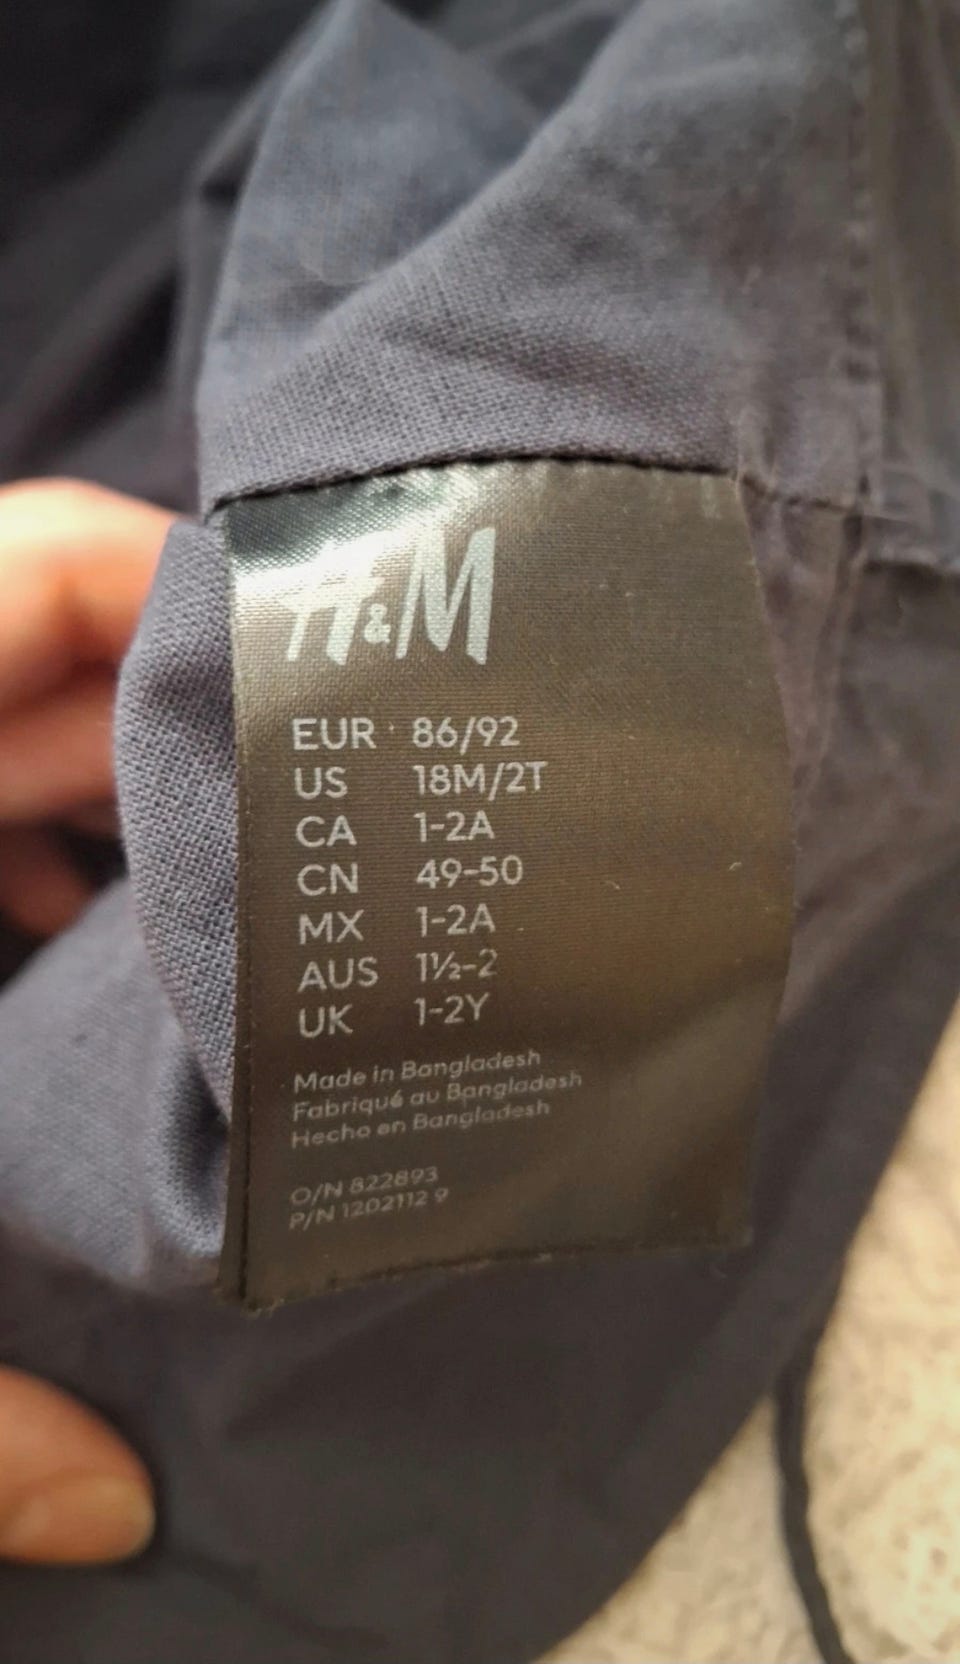 H&M
EUR 86/92
US 18M/2T
CA 1-2A
CN 49-50
MX 1-2A
AUS 1½-2
UK 1-2Y
Made in Bangladesh
Fabriqué au Bangladesh
Hecho en Bangladesh
O/N 822893
P/N 1202112 9